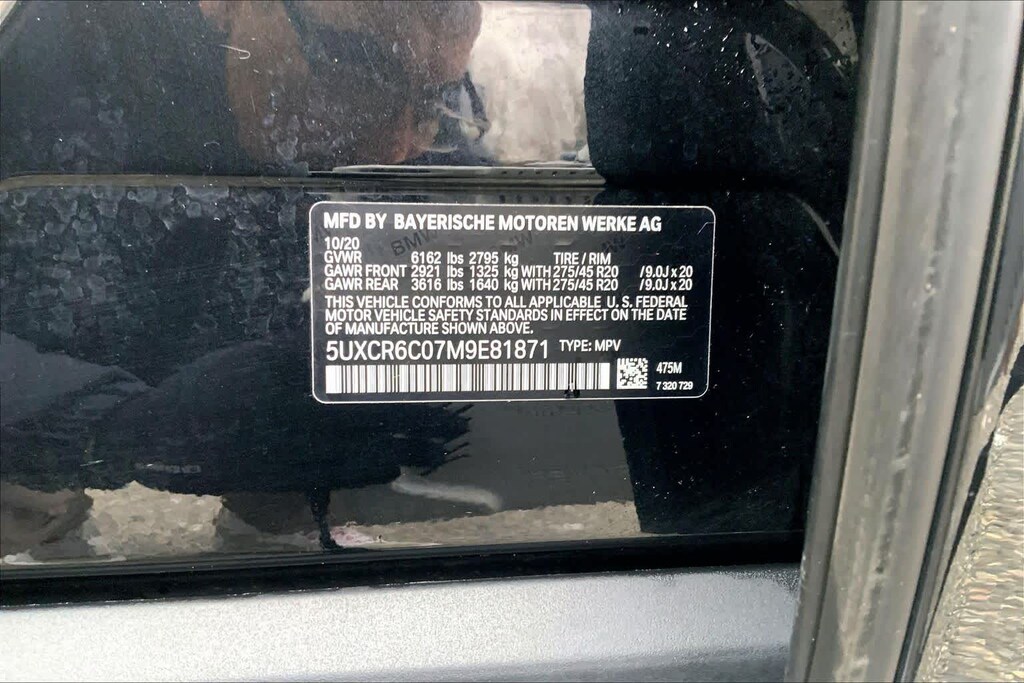 MFD BY BAYERISCHE MOTOREN WERKE AG
10/20
GVWR 6162 lbs 2795 kg TIRE / RIM
GAWR FRONT 2921 lbs 1325 kg WITH 275/45 R20 / 9.0J x 20
GAWR REAR 3616 lbs 1640 kg WITH 275/45 R20 / 9.0J x 20
THIS VEHICLE CONFORMS TO ALL APPLICABLE U. S. FEDERAL
MOTOR VEHICLE SAFETY STANDARDS IN EFFECT ON THE DATE
OF MANUFACTURE SHOWN ABOVE.
5UXCR6C07M9E81871 TYPE: MPV
475M
7 320 729